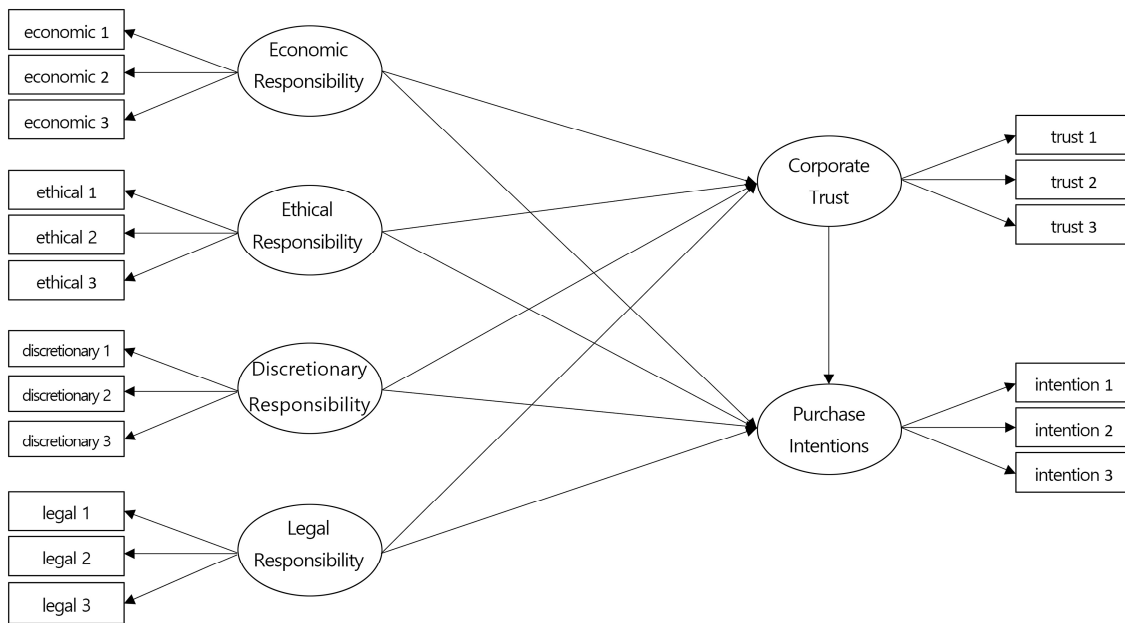 economic 1
economic 2
economic 3
Economic
Responsibility
ethical 1
ethical 2
ethical 3
Ethical
Responsibility
discretionary 1
discretionary 2
discretionary 3
Discretionary
Responsibility
legal 1
legal 2
legal 3
Legal
Responsibility
Corporate
Trust
trust 1
trust 2
trust 3
Purchase
Intentions
intention 1
intention 2
intention 3